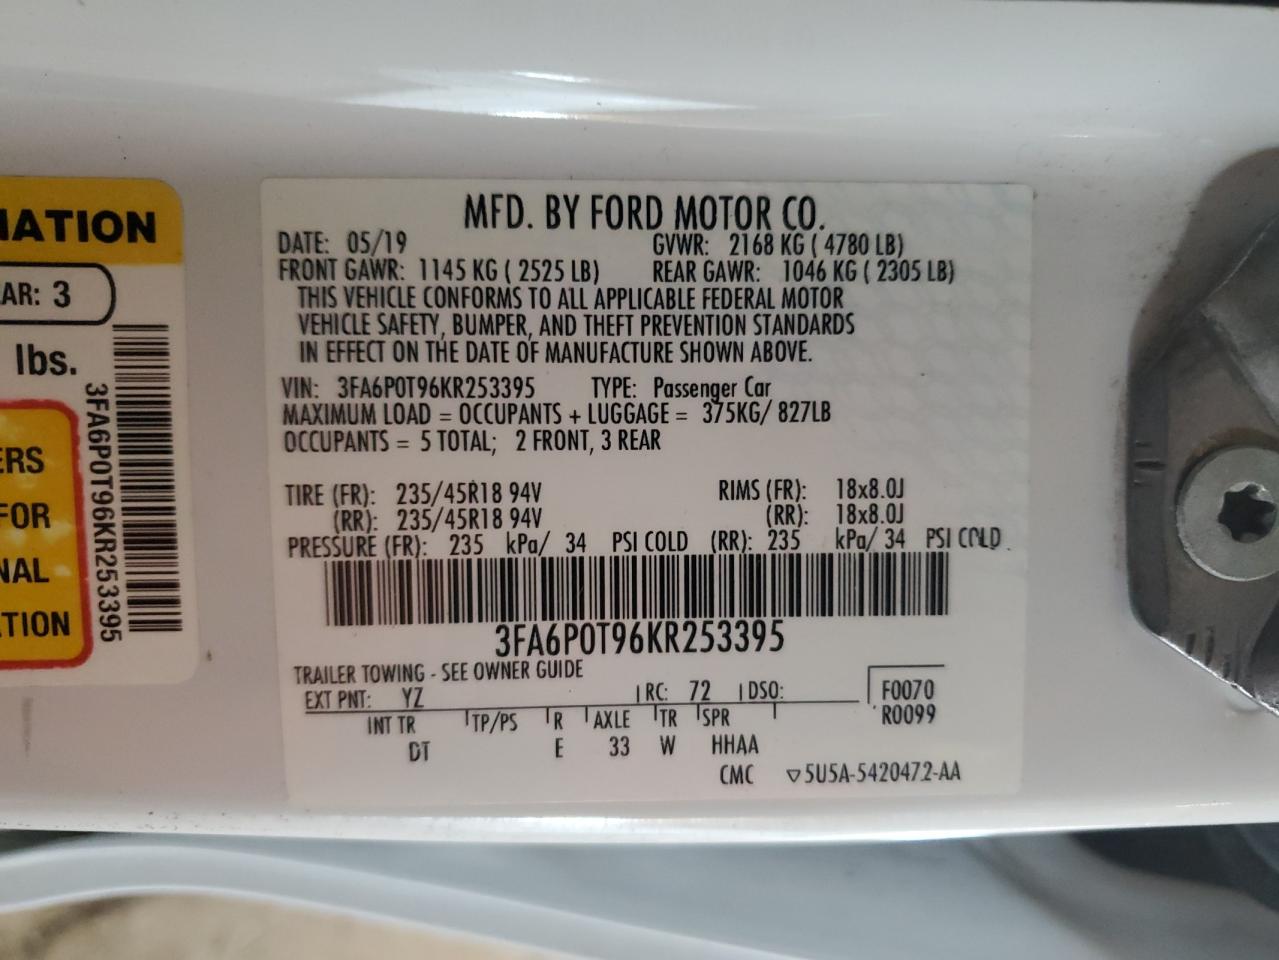 MFD. BY FORD MOTOR CO.
DATE: 05/19 GVWR: 2168 KG ( 4780 LB)
FRONT GAWR: 1145 KG ( 2525 LB) REAR GAWR: 1046 KG ( 2305 LB)
THIS VEHICLE CONFORMS TO ALL APPLICABLE FEDERAL MOTOR
VEHICLE SAFETY, BUMPER, AND THEFT PREVENTION STANDARDS
IN EFFECT ON THE DATE OF MANUFACTURE SHOWN ABOVE.
VIN: 3FA6P0T96KR253395 TYPE: Passenger Car
MAXIMUM LOAD = OCCUPANTS + LUGGAGE = 375KG/ 827LB
OCCUPANTS = 5 TOTAL; 2 FRONT, 3 REAR
TIRE (FR): 235/45R18 94V RIMS (FR): 18x8.0J
(RR): 235/45R18 94V (RR): 18x8.0J
PRESSURE (FR): 235 kPa/ 34 PSI COLD (RR): 235 kPa/ 34 PSI COLD
3FA6P0T96KR253395
TRAILER TOWING - SEE OWNER GUIDE
EXT PNT: YZ RC: 72 DSO: F0070
INT TR TP/PS R AXLE TR SPR R0099
DT E 33 W HHAA
CMC ▽5U5A-5420472-AA
MATION
AR: 3
lbs.
3FA6P0T96KR253395
ERS
FOR
NAL
ATION